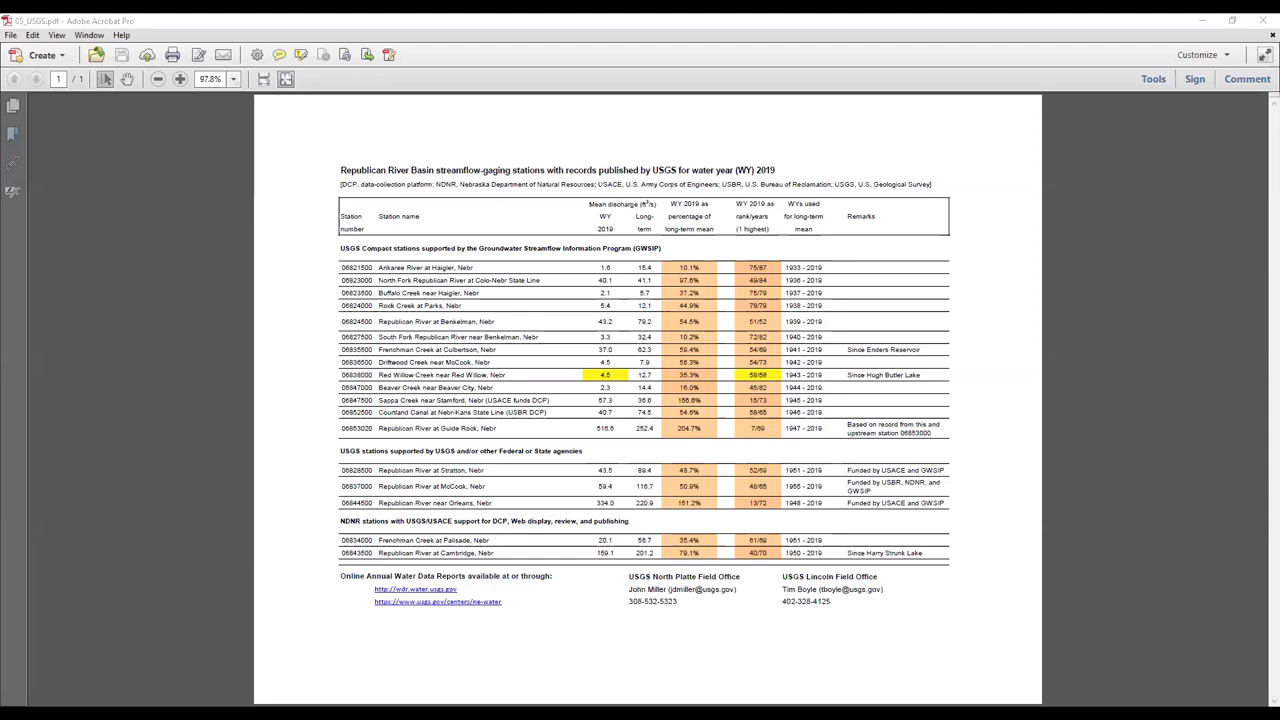 05_USGS.pdf - Adobe Acrobat Pro
File Edit View Window Help
Create Customize
1 / 1 97.8% Tools Sign Comment
Republican River Basin streamflow-gaging stations with records published by USGS for water year (WY) 2019
[DCP, data-collection platform; NDNR, Nebraska Department of Natural Resources; USACE, U.S. Army Corps of Engineers; USBR, U.S. Bureau of Reclamation; USGS, U.S. Geological Survey]
Mean discharge (ft3/s) WY 2019 as WY 2019 as WYs used
Station Station name WY Long- percentage of rank/years for long-term Remarks
number 2019 term long-term mean (1 highest) mean
USGS Compact stations supported by the Groundwater Streamflow Information Program (GWSIP)
06821500 Arikaree River at Haigler, Nebr 1.6 15.4 10.1% 75/87 1933 - 2019
06823000 North Fork Republican River at Colo-Nebr State Line 40.1 41.1 97.6% 49/84 1936 - 2019
06823500 Buffalo Creek near Haigler, Nebr 2.1 5.7 37.2% 75/79 1937 - 2019
06824000 Rock Creek at Parks, Nebr 5.4 12.1 44.9% 76/79 1938 - 2019
06824500 Republican River at Benkelman, Nebr 43.2 79.2 54.5% 51/52 1939 - 2019
06827500 South Fork Republican River near Benkelman, Nebr 3.3 32.4 10.2% 72/82 1940 - 2019
06835500 Frenchman Creek at Culbertson, Nebr 37.0 62.3 59.4% 54/69 1941 - 2019 Since Enders Reservoir
06836500 Driftwood Creek near McCook, Nebr 4.5 7.9 56.3% 54/73 1942 - 2019
06838000 Red Willow Creek near Red Willow, Nebr 4.5 12.7 35.3% 58/58 1943 - 2019 Since Hugh Butler Lake
06847000 Beaver Creek near Beaver City, Nebr 2.3 14.4 16.0% 45/82 1944 - 2019
06847500 Sappa Creek near Stamford, Nebr (USACE funds DCP) 57.3 36.6 156.6% 15/73 1945 - 2019
06852500 Courtland Canal at Nebr-Kans State Line (USBR DCP) 40.7 74.5 54.6% 58/65 1946 - 2019
06853020 Republican River at Guide Rock, Nebr 516.6 252.4 204.7% 7/69 1947 - 2019 Based on record from this and
upstream station 06853000
USGS stations supported by USGS and/or other Federal or State agencies
06828500 Republican River at Stratton, Nebr 43.5 89.4 48.7% 52/69 1951 - 2019 Funded by USACE and GWSIP
06837000 Republican River at McCook, Nebr 59.4 116.7 50.9% 48/65 1955 - 2019 Funded by USBR, NDNR, and
GWSIP
06844500 Republican River near Orleans, Nebr 334.0 220.9 151.2% 13/72 1948 - 2019 Funded by USACE and GWSIP
NDNR stations with USGS/USACE support for DCP, Web display, review, and publishing
06834000 Frenchman Creek at Palisade, Nebr 20.1 56.7 35.4% 61/69 1951 - 2019
06843500 Republican River at Cambridge, Nebr 159.1 201.2 79.1% 40/70 1950 - 2019 Since Harry Strunk Lake
Online Annual Water Data Reports available at or through: USGS North Platte Field Office USGS Lincoln Field Office
http://wdr.water.usgs.gov John Miller (jdmiller@usgs.gov) Tim Boyle (tboyle@usgs.gov)
https://www.usgs.gov/centers/ne-water 308-532-5323 402-328-4125